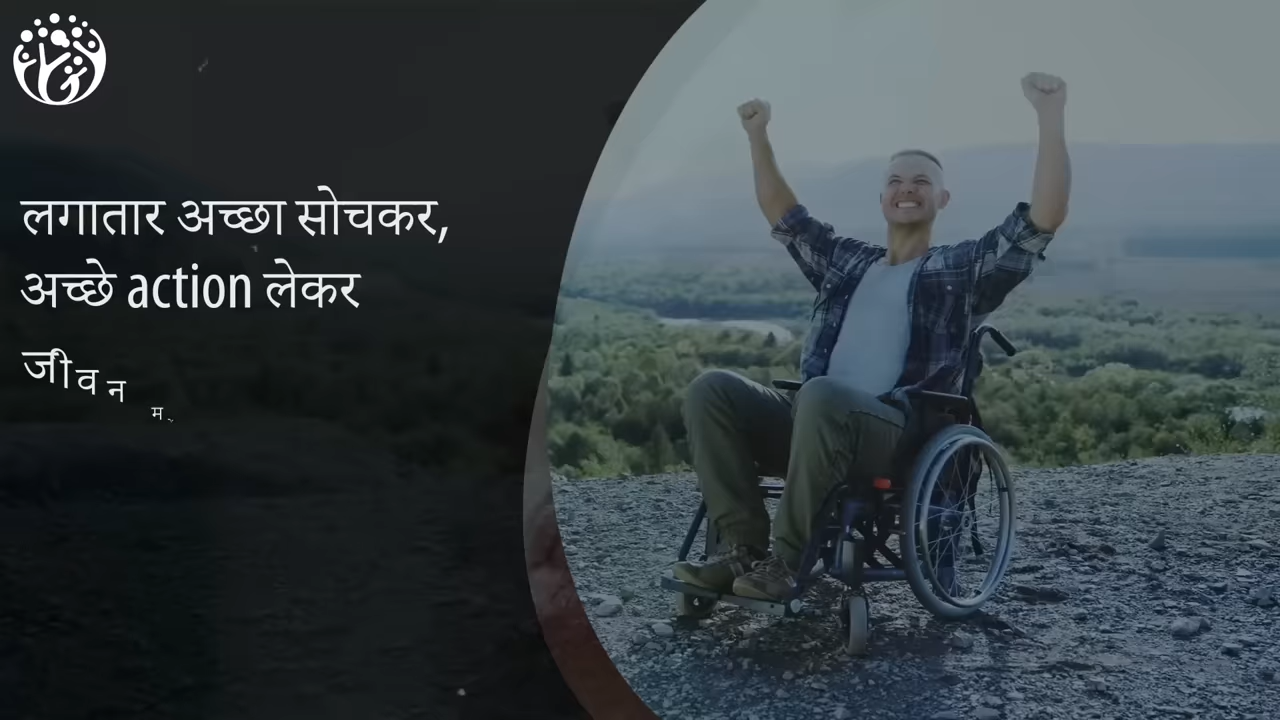 लगातार अच्छा सोचकर,
अच्छे action लेकर
जीवन